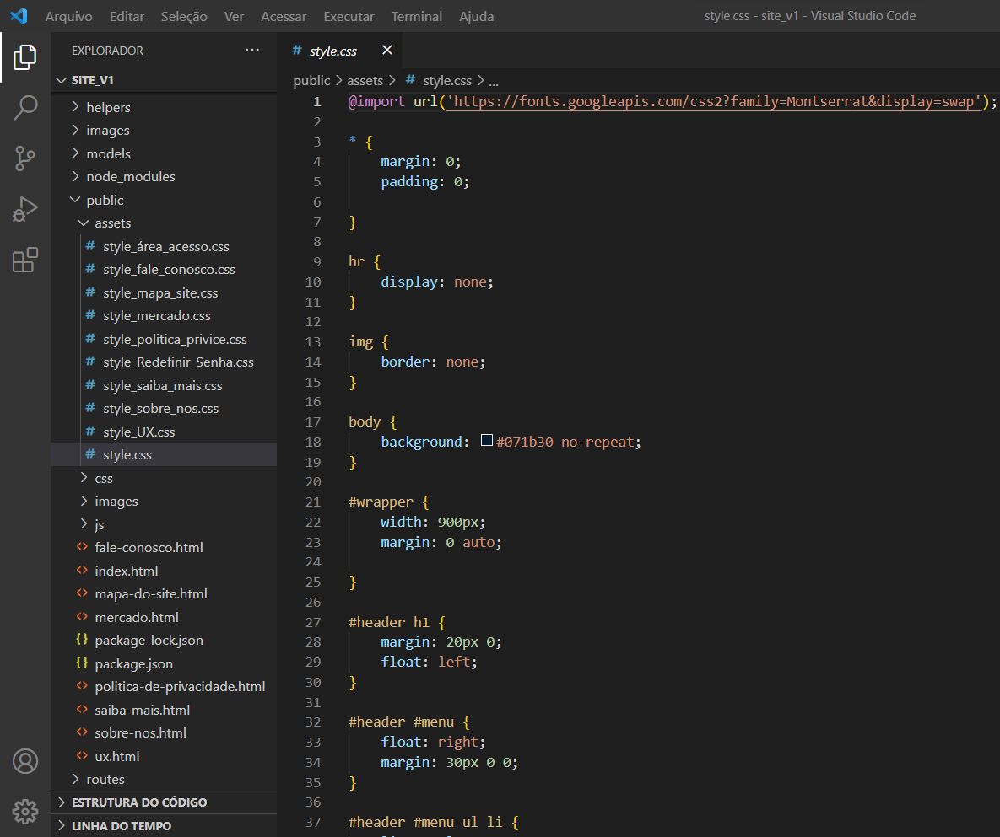 Arquivo Editar Seleção Ver Acessar Executar Terminal Ajuda style.css - site_v1 - Visual Studio Code
EXPLORADOR ···
SITE_V1
helpers
images
models
node_modules
public
assets
# style_área_acesso.css
# style_fale_conosco.css
# style_mapa_site.css
# style_mercado.css
# style_politica_privice.css
# style_Redefinir_Senha.css
# style_saiba_mais.css
# style_sobre_nos.css
# style_UX.css
# style.css
css
images
js
<> fale-conosco.html
<> index.html
<> mapa-do-site.html
<> mercado.html
{} package-lock.json
{} package.json
<> politica-de-privacidade.html
<> saiba-mais.html
<> sobre-nos.html
<> ux.html
routes
ESTRUTURA DO CÓDIGO
LINHA DO TEMPO
# style.css ×
public > assets > # style.css > ...
1 @import url('https://fonts.googleapis.com/css2?family=Montserrat&display=swap');
2
3 * {
4 margin: 0;
5 padding: 0;
6
7 }
8
9 hr {
10 display: none;
11 }
12
13 img {
14 border: none;
15 }
16
17 body {
18 background: #071b30 no-repeat;
19 }
20
21 #wrapper {
22 width: 900px;
23 margin: 0 auto;
24
25 }
26
27 #header h1 {
28 margin: 20px 0;
29 float: left;
30 }
31
32 #header #menu {
33 float: right;
34 margin: 30px 0 0;
35 }
36
37 #header #menu ul li {